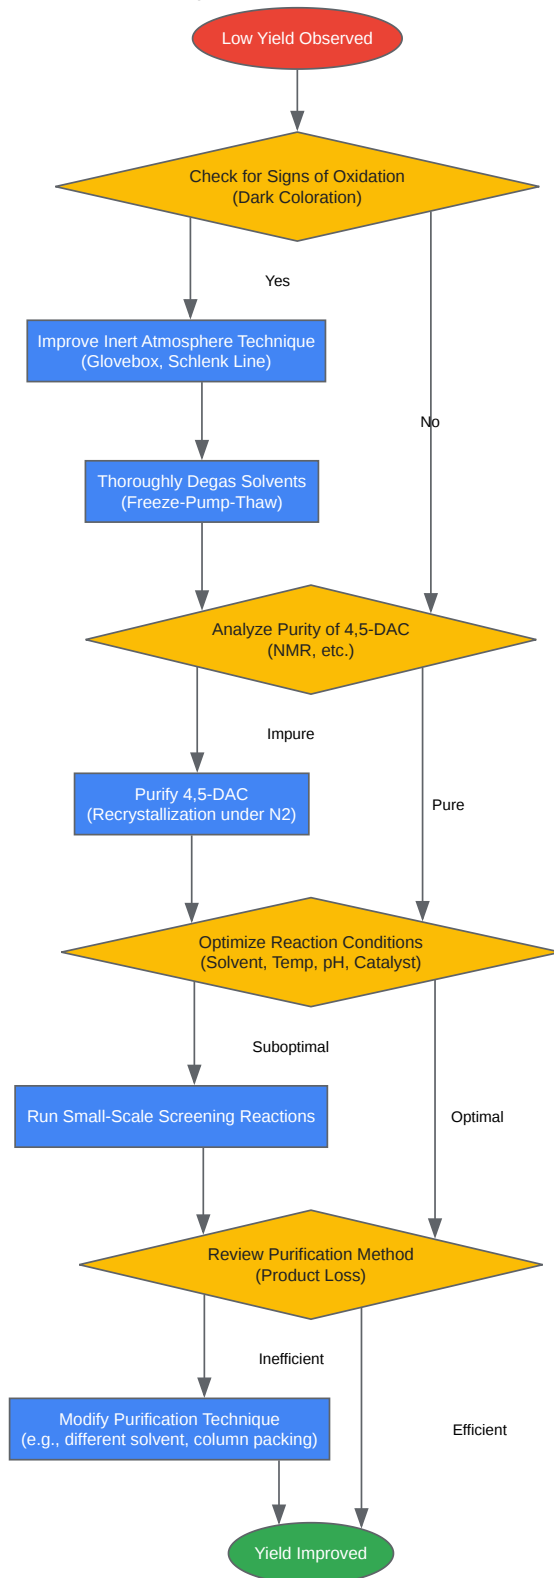 Low Yield Observed
Check for Signs of Oxidation
(Dark Coloration)
Yes
Improve Inert Atmosphere Technique
(Glovebox, Schlenk Line)
No
Thoroughly Degas Solvents
(Freeze-Pump-Thaw)
Analyze Purity of 4,5-DAC
(NMR, etc.)
Impure
Purify 4,5-DAC
(Recrystallization under N2)
Pure
Optimize Reaction Conditions
(Solvent, Temp, pH, Catalyst)
Suboptimal
Run Small-Scale Screening Reactions
Optimal
Review Purification Method
(Product Loss)
Inefficient
Modify Purification Technique
(e.g., different solvent, column packing)
Efficient
Yield Improved